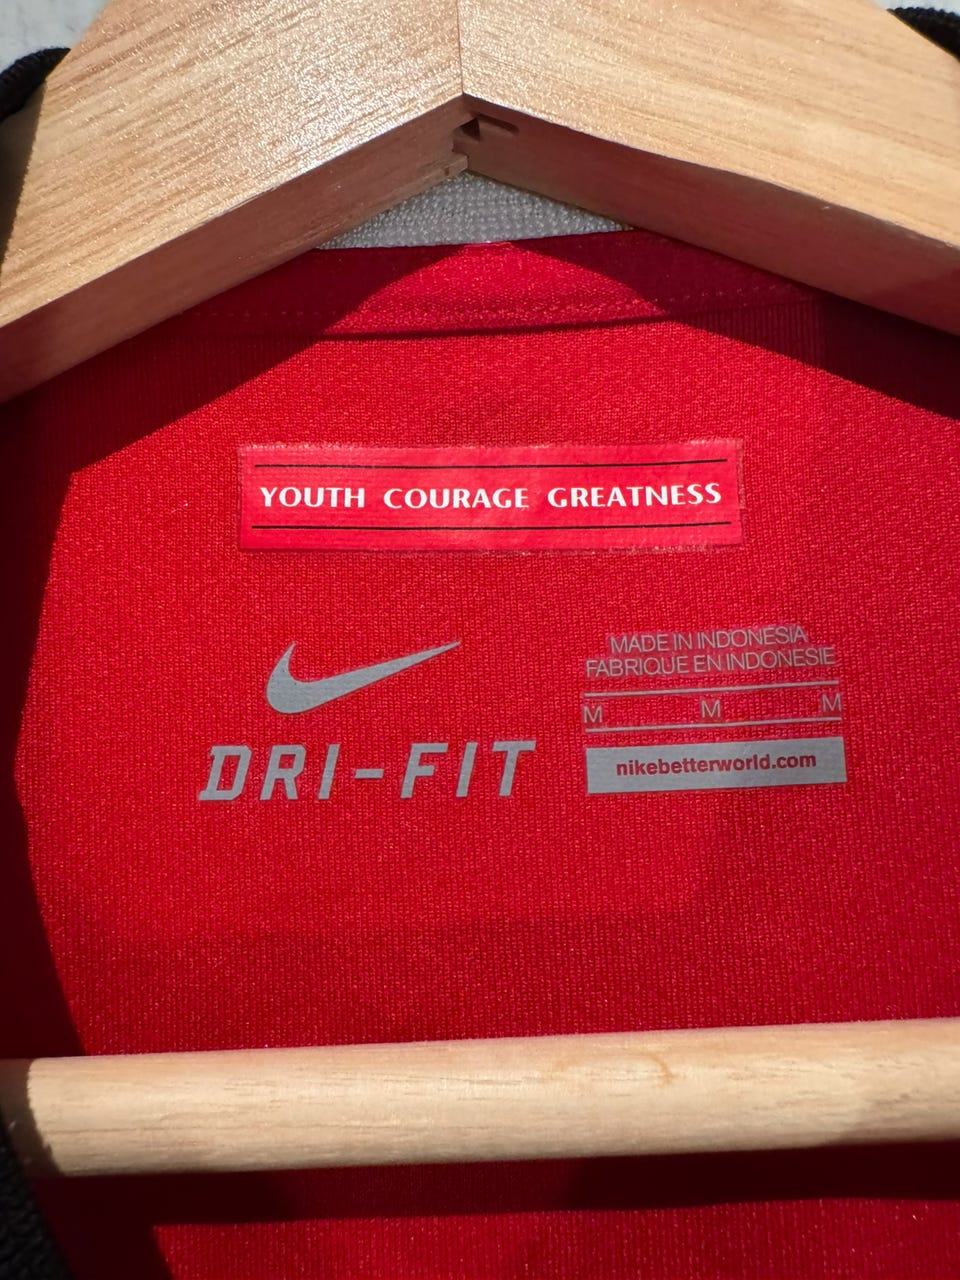 YOUTH COURAGE GREATNESS
DRI-FIT
MADE IN INDONESIA
FABRIQUE EN INDONESIE
M M M
nikebetterworld.com